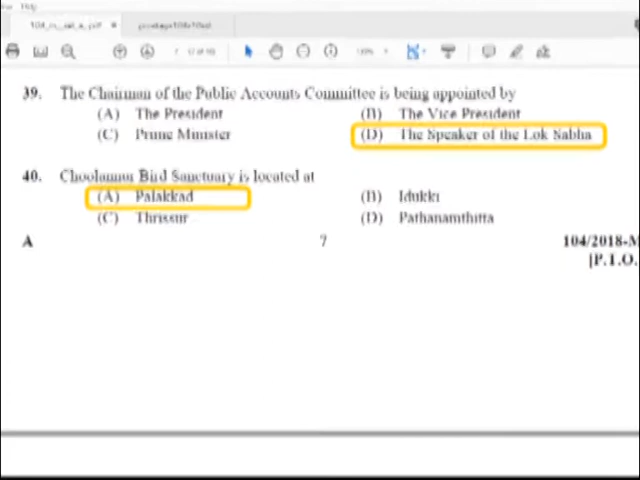 39. The Chairman of the Public Accounts Committee is being appointed by
(A) The President (B) The Vice President
(C) Prime Minister (D) The Speaker of the Lok Sabha
40. Choolannur Bird Sanctuary is located at
(A) Palakkad (B) Idukki
(C) Thrissur (D) Pathanamthitta
A 7 104/2018-M
[P.T.O.